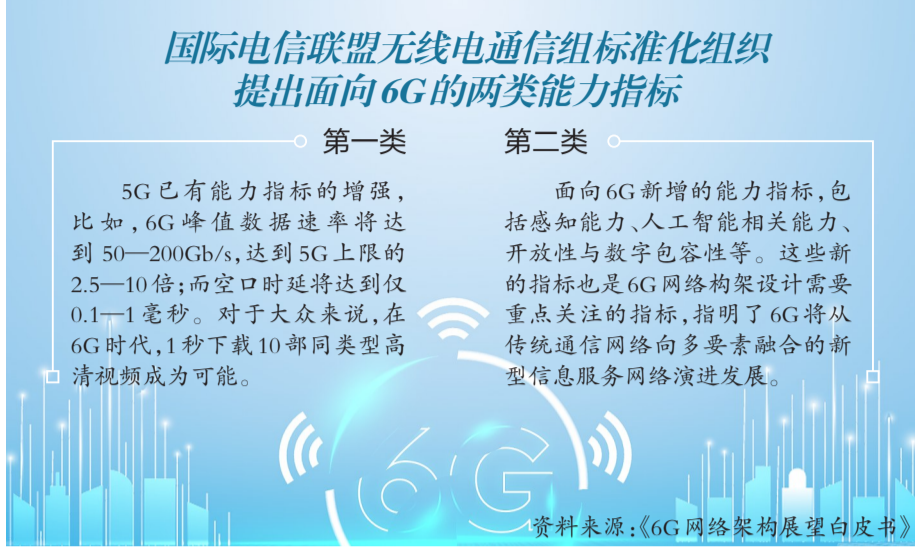 国际电信联盟无线电通信组标准化组织
提出面向6G的两类能力指标
第一类
5G已有能力指标的增强，
比如，6G峰值数据速率将达
到50—200Gb/s，达到5G上限的
2.5—10倍；而空口时延将达到仅
0.1—1毫秒。对于大众来说，在
6G时代，1秒下载10部同类型高
清视频成为可能。
第二类
面向6G新增的能力指标，包
括感知能力、人工智能相关能力、
开放性与数字包容性等。这些新
的指标也是6G网络构架设计需要
重点关注的指标，指明了6G将从
传统通信网络向多要素融合的新
型信息服务网络演进发展。
6G
资料来源：《6G网络架构展望白皮书》